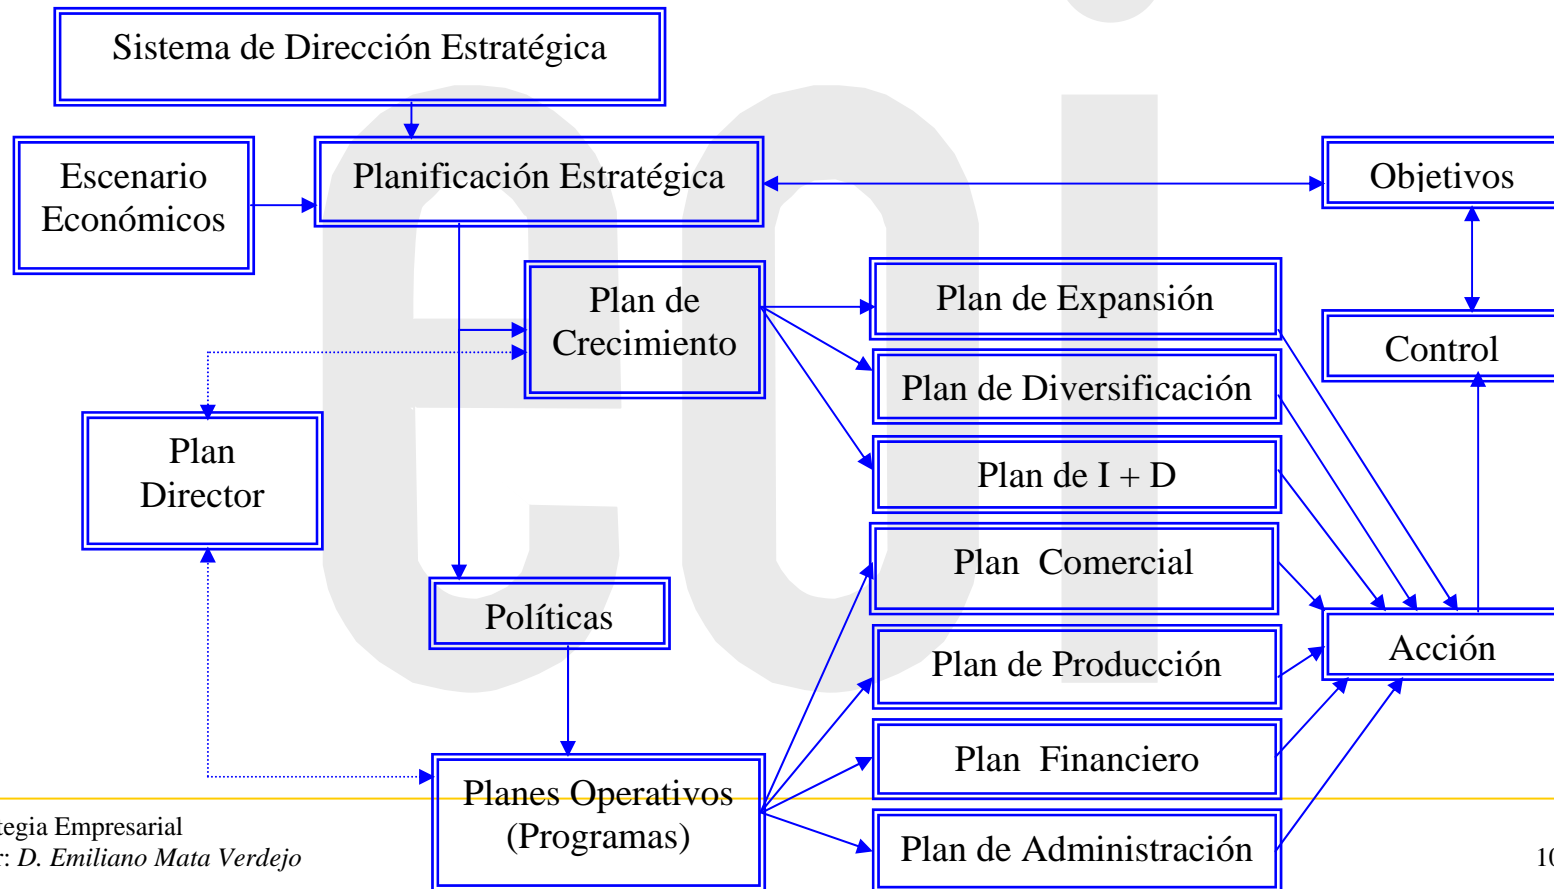 Sistema de Dirección Estratégica
Escenario
Económicos
Planificación Estratégica
Objetivos
Plan de
Crecimiento
Plan de Expansión
Control
Plan de Diversificación
Plan
Director
Plan de I + D
Plan Comercial
Políticas
Plan de Producción
Acción
Plan Financiero
Planes Operativos
(Programas)
Plan de Administración
tegia Empresarial
r: D. Emiliano Mata Verdejo
10
eoi